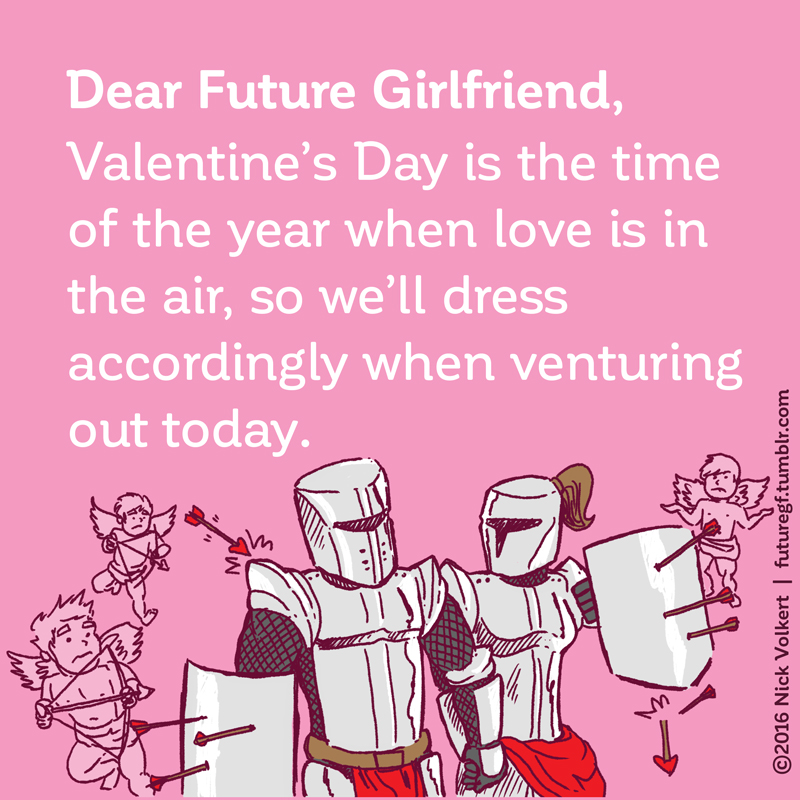 Dear Future Girlfriend,
Valentine’s Day is the time
of the year when love is in
the air, so we’ll dress
accordingly when venturing
out today.
©2016 Nick Volkert | futuregf.tumblr.com